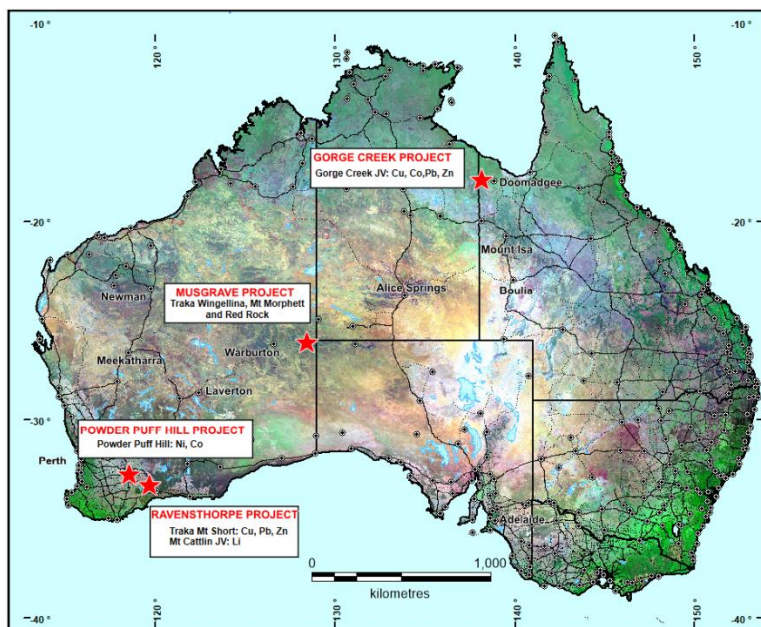 -10 °
120 °
130 °
140 °
150 °
-10 °
GORGE CREEK PROJECT
Gorge Creek JV: Cu, Co,Pb, Zn
Doomadgee
-20 °
-20 °
Mount Isa
MUSGRAVE PROJECT
Traka Wingellina, Mt Morphett
and Red Rock
Newman
Alice Springs
Boulia
Meekatharra
Warburton
Laverton
-30 °
-30 °
POWDER PUFF HILL PROJECT
Powder Puff Hill: Ni, Co
Perth
RAVENSTHORPE PROJECT
Traka Mt Short: Cu, Pb, Zn
Mt Cattlin JV: Li
Adelaide
0 1,000
kilometres
-40 °
120 °
130 °
140 °
150 °
-40 °